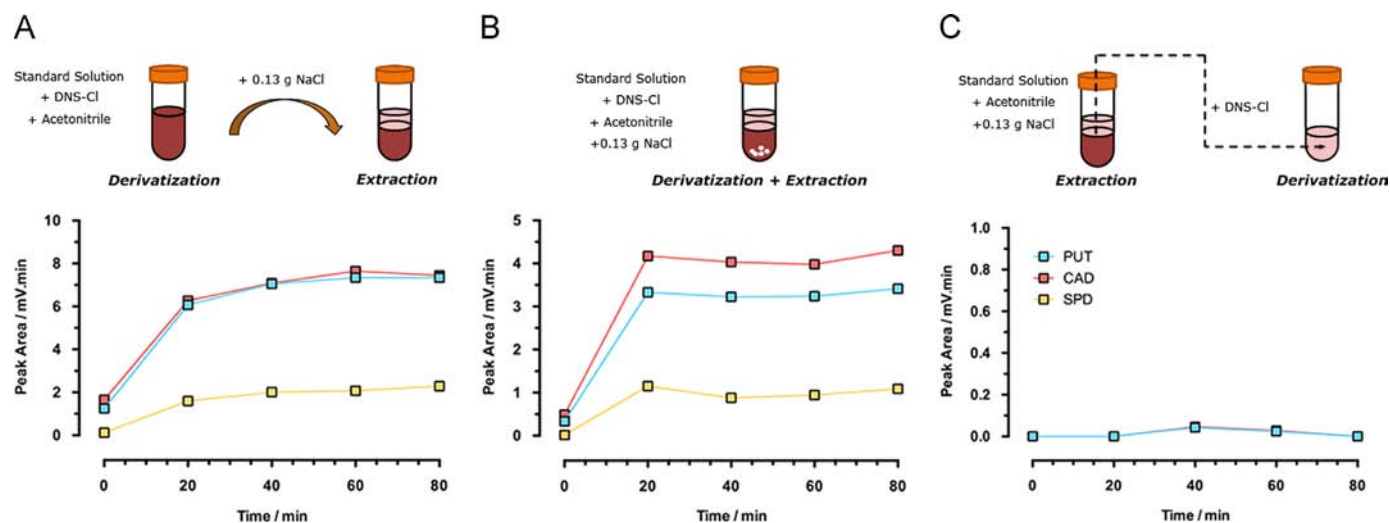 A
Standard Solution
+ DNS-Cl
+ Acetonitrile
+ 0.13 g NaCl
Derivatization
Extraction
Peak Area / mV.min
10
8
6
4
2
0
0 20 40 60 80
Time / min
B
Standard Solution
+ DNS-Cl
+ Acetonitrile
+0.13 g NaCl
Derivatization + Extraction
Peak Area / mV.min
5
4
3
2
1
0
0 20 40 60 80
Time / min
C
Standard Solution
+ Acetonitrile
+0.13 g NaCl
+ DNS-Cl
Extraction
Derivatization
Peak Area / mV.min
1.0
0.8
0.6
0.4
0.2
0.0
PUT
CAD
SPD
0 20 40 60 80
Time / min